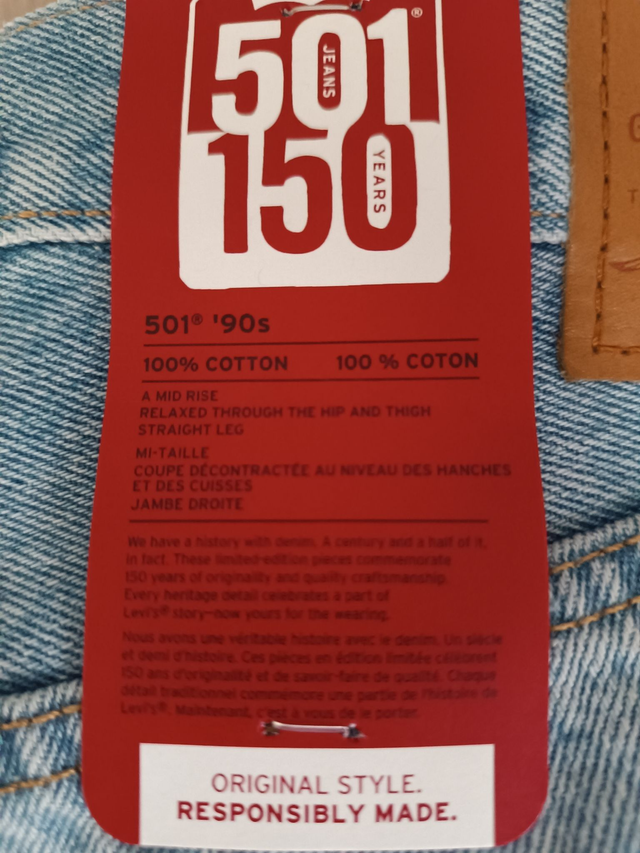 501®
JEANS
150
YEARS
501® '90s
100% COTTON 100 % COTON
A MID RISE
RELAXED THROUGH THE HIP AND THIGH
STRAIGHT LEG
MI-TAILLE
COUPE DÉCONTRACTÉE AU NIVEAU DES HANCHES
ET DES CUISSES
JAMBE DROITE
We have a history with denim. A century and a half of it,
in fact. These limited-edition pieces commemorate
150 years of originality and quality craftsmanship.
Every heritage detail celebrates a part of
Levi's® story—now yours for the wearing.
Nous avons une véritable histoire avec le denim. Un siècle
et demi d'histoire. Ces pièces en édition limitée célèbrent
150 ans d'originalité et de savoir-faire de qualité. Chaque
détail traditionnel commémore une partie de l'histoire de
Levi's®. Maintenant, c'est à vous de le porter.
ORIGINAL STYLE.
RESPONSIBLY MADE.